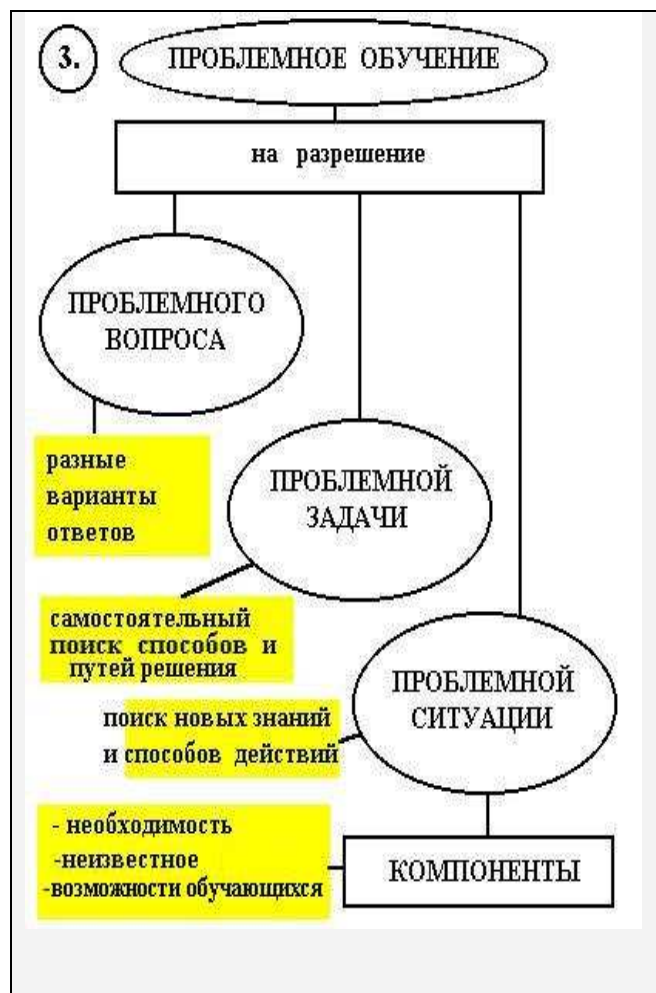 3.
ПРОБЛЕМНОЕ ОБУЧЕНИЕ
на разрешение
ПРОБЛЕМНОГО
ВОПРОСА
разные
варианты
ответов
ПРОБЛЕМНОЙ
ЗАДАЧИ
самостоятельный
поиск способов и
путей решения
ПРОБЛЕМНОЙ
СИТУАЦИИ
поиск новых знаний
и способов действий
- необходимость
-неизвестное
-возможности обучающихся
КОМПОНЕНТЫ